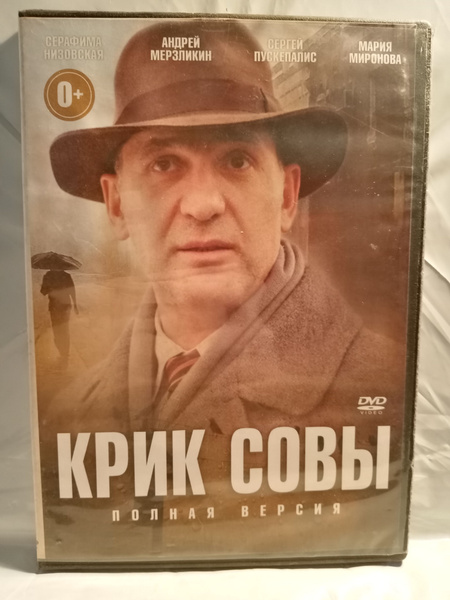 СЕРАФИМА
НИЗОВСКАЯ
АНДРЕЙ
МЕРЗЛИКИН
СЕРГЕЙ
ПУСКЕПАЛИС
МАРИЯ
МИРОНОВА
0+
DVD
VIDEO
КРИК СОВЫ
ПОЛНАЯ ВЕРСИЯ